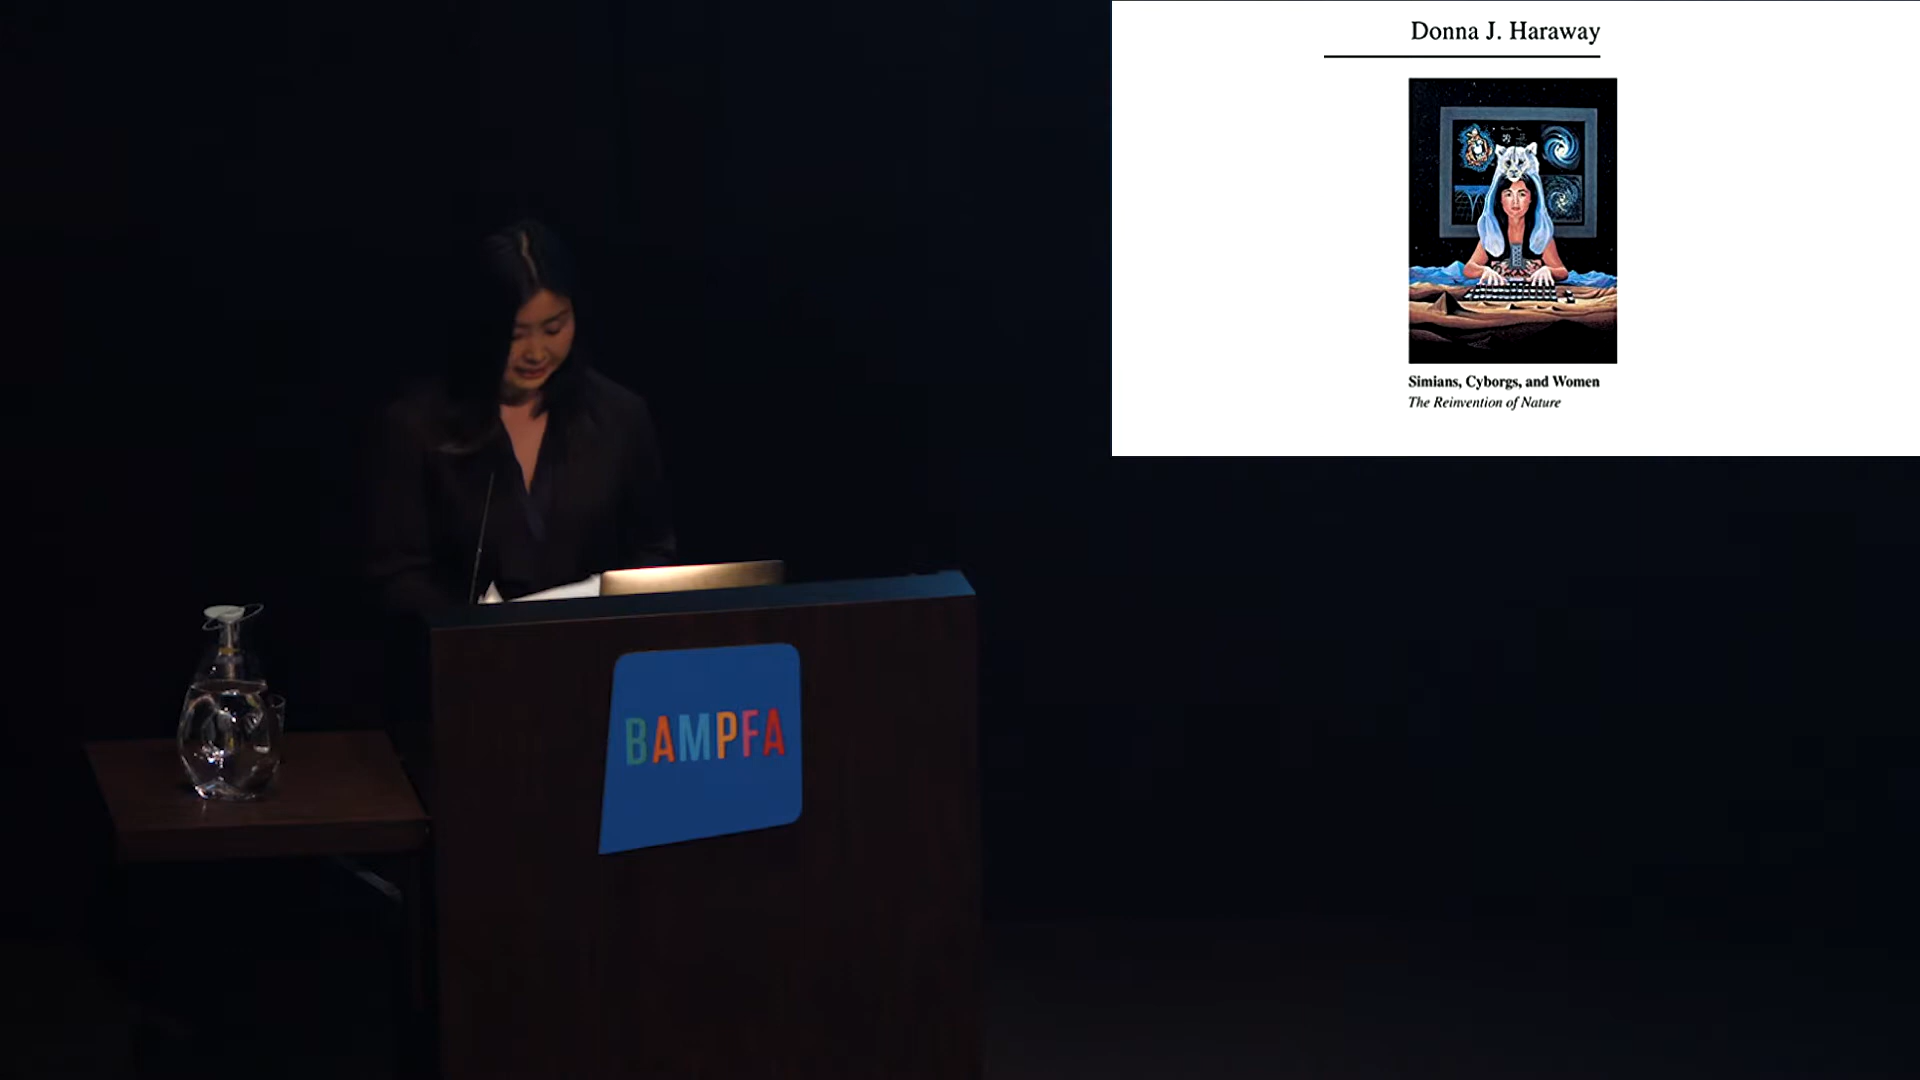 Donna J. Haraway
Simians, Cyborgs, and Women
The Reinvention of Nature
BAMPFA